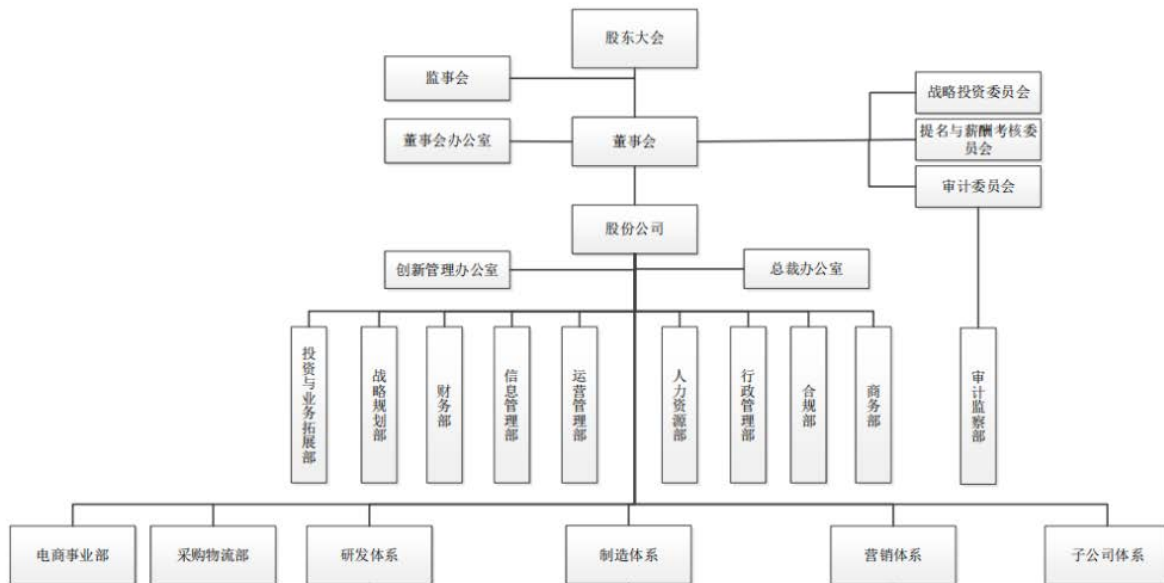 股东大会
监事会
战略投资委员会
董事会办公室
董事会
提名与薪酬考核委
员会
审计委员会
股份公司
创新管理办公室
总裁办公室
投资与业务拓展部
战略规划部
财务部
信息管理部
运营管理部
人力资源部
行政管理部
合规部
商务部
审计监察部
电商事业部
采购物流部
研发体系
制造体系
营销体系
子公司体系